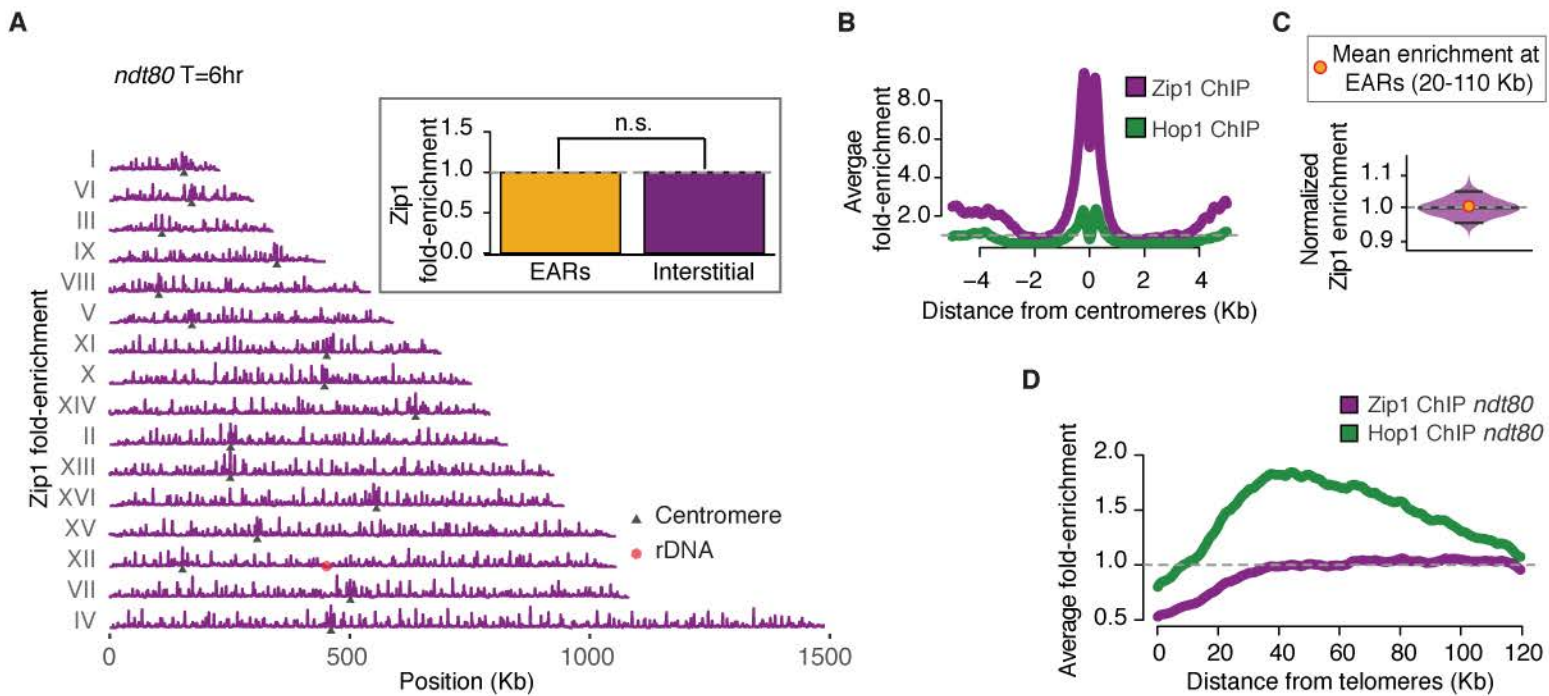 A
ndt80 T=6hr
Zip1 fold-enrichment
I
VI
III
IX
VIII
V
XI
X
XIV
II
XIII
XVI
XV
XII
VII
IV
0
500
1000
1500
Position (Kb)
Centromere
rDNA
Zip1
fold-enrichment
1.5
1.0
0.5
0.0
n.s.
EARs
Interstitial
B
Avergae
fold-enrichment
8.0
6.0
4.0
2.0
Zip1 ChIP
Hop1 ChIP
−4
−2
0
2
4
Distance from centromeres (Kb)
C
Mean enrichment at
EARs (20-110 Kb)
Normalized
Zip1 enrichment
1.1
1.0
0.9
D
Zip1 ChIP ndt80
Hop1 ChIP ndt80
Average fold-enrichment
2.0
1.5
1.0
0.5
0
20
40
60
80
100
120
Distance from telomeres (Kb)